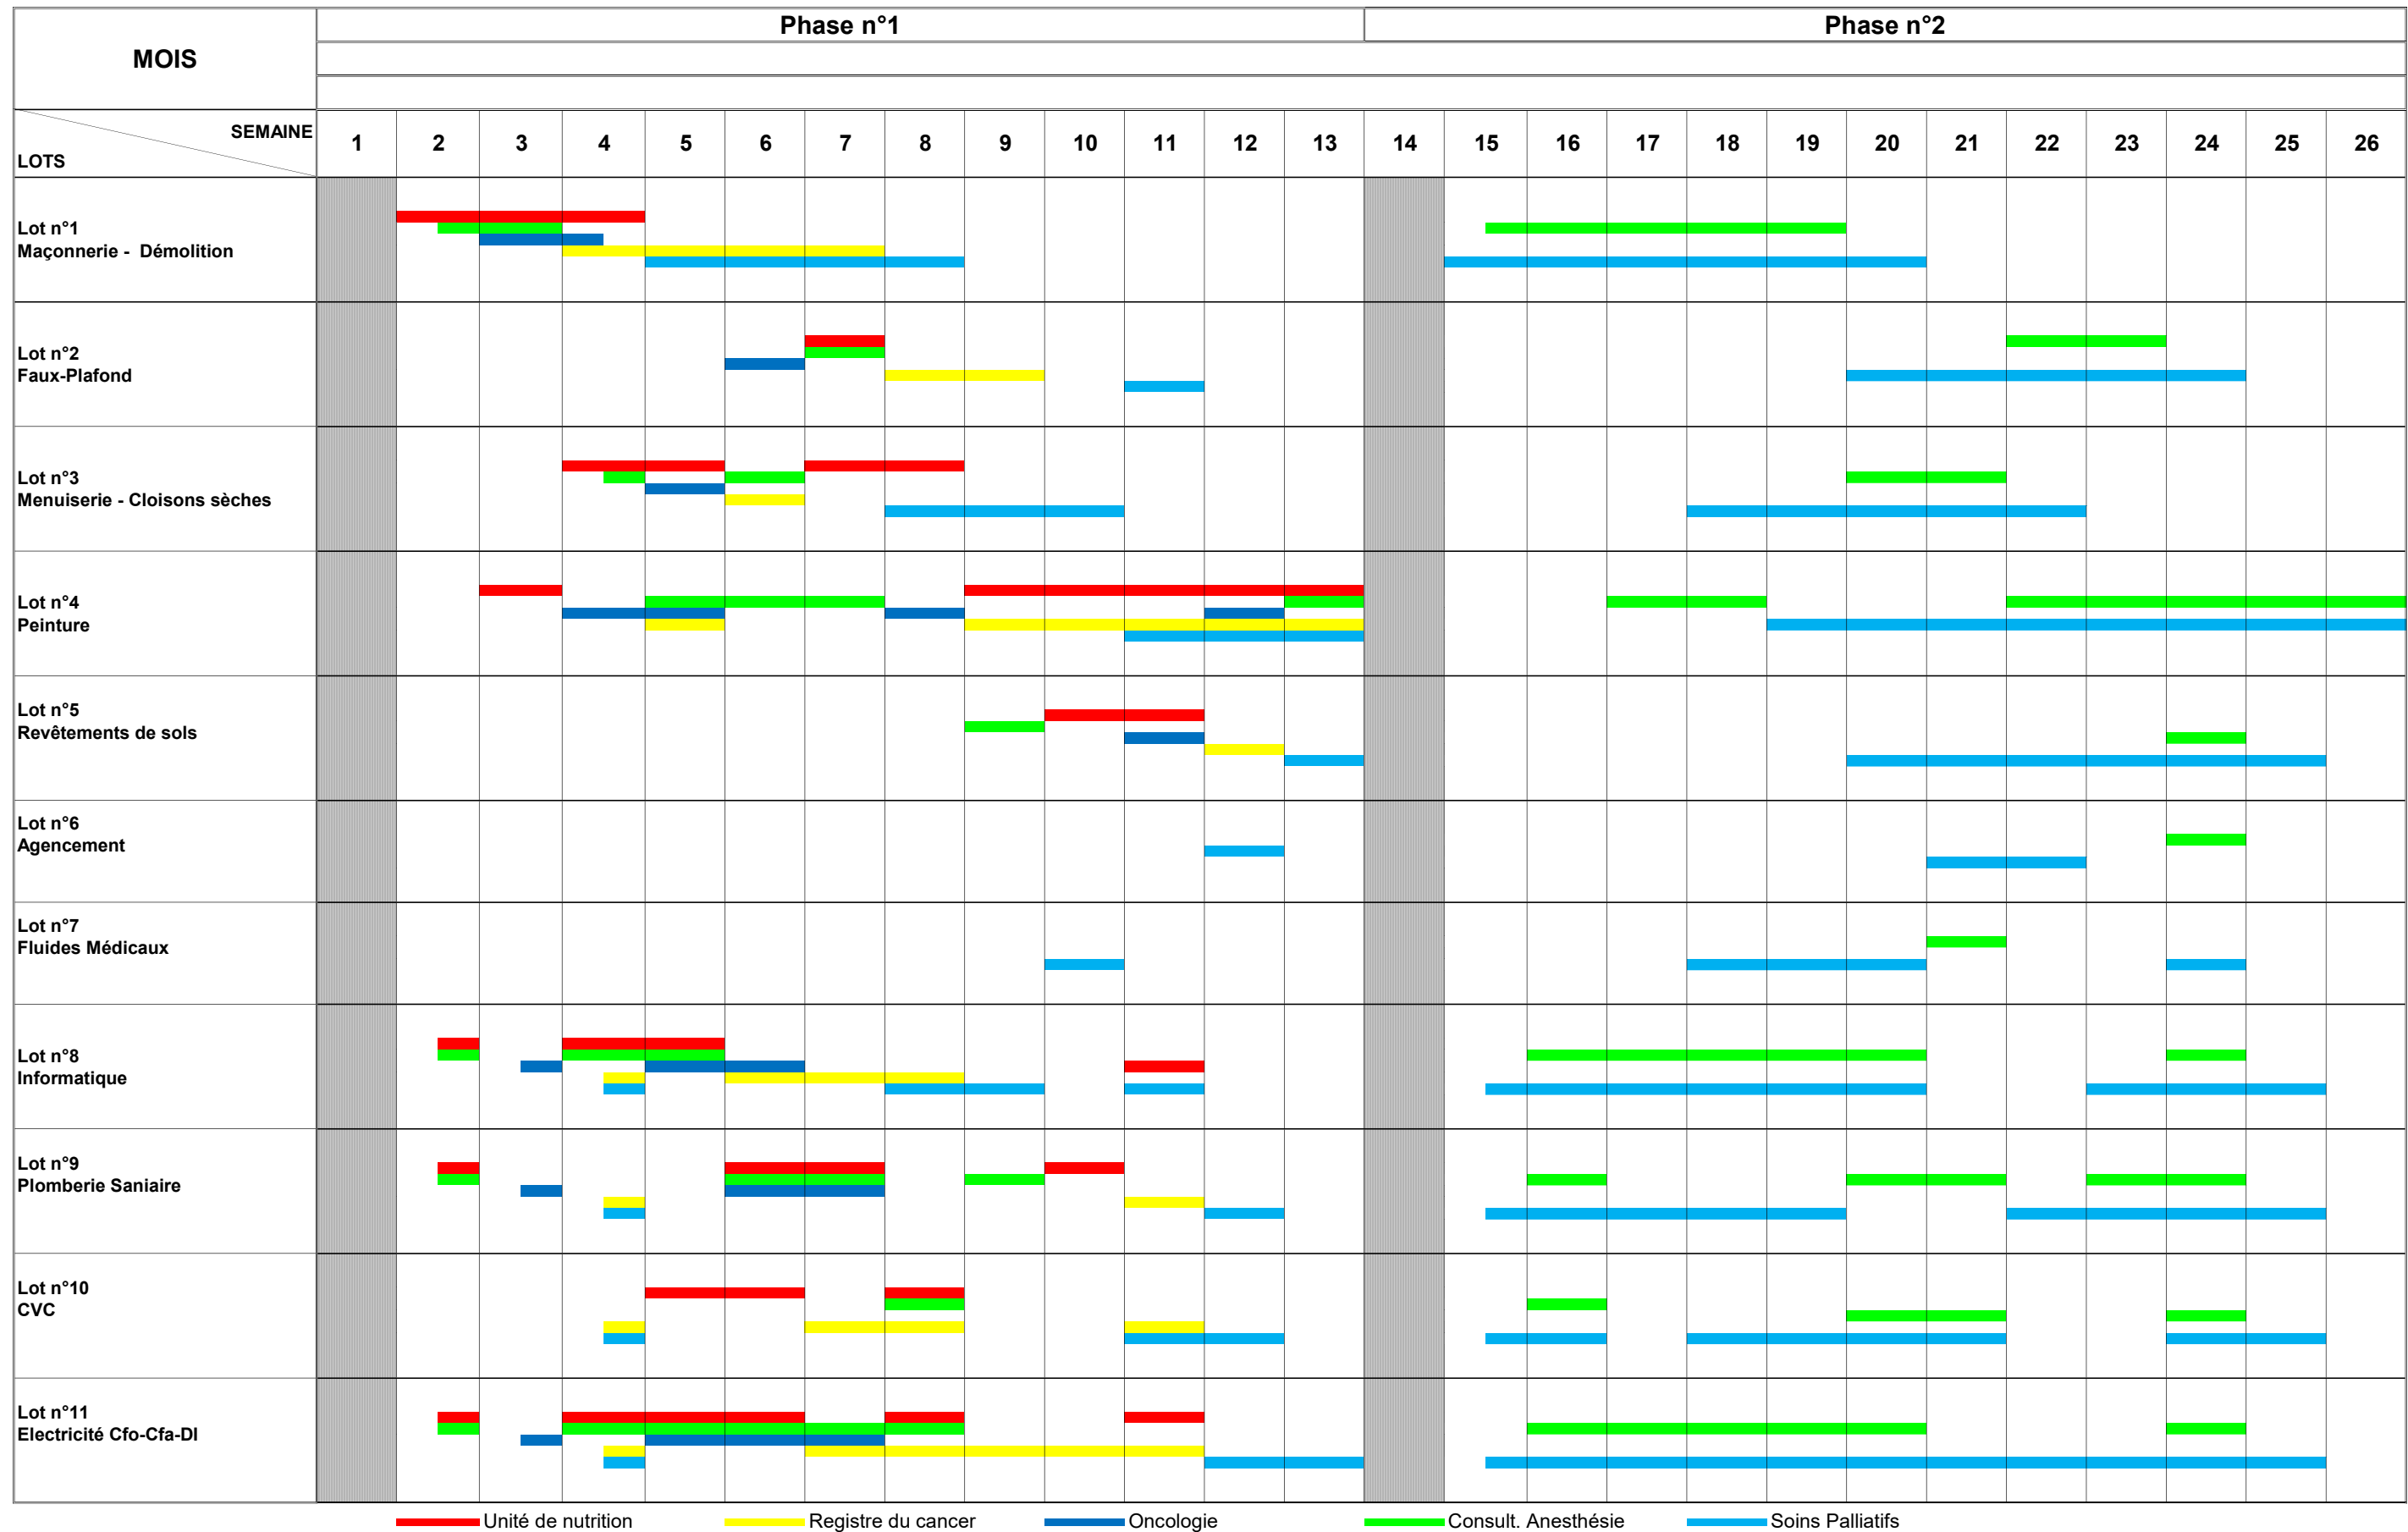 Phase n°1
Phase n°2
MOIS
SEMAINE
LOTS
1 2 3 4 5 6 7 8 9 10 11 12 13 14 15 16 17 18 19 20 21 22 23 24 25 26
Lot n°1
Maçonnerie - Démolition
Lot n°2
Faux-Plafond
Lot n°3
Menuiserie - Cloisons sèches
Lot n°4
Peinture
Lot n°5
Revêtements de sols
Lot n°6
Agencement
Lot n°7
Fluides Médicaux
Lot n°8
Informatique
Lot n°9
Plomberie Saniaire
Lot n°10
CVC
Lot n°11
Electricité Cfo-Cfa-DI
Unité de nutrition
Registre du cancer
Oncologie
Consult. Anesthésie
Soins Palliatifs